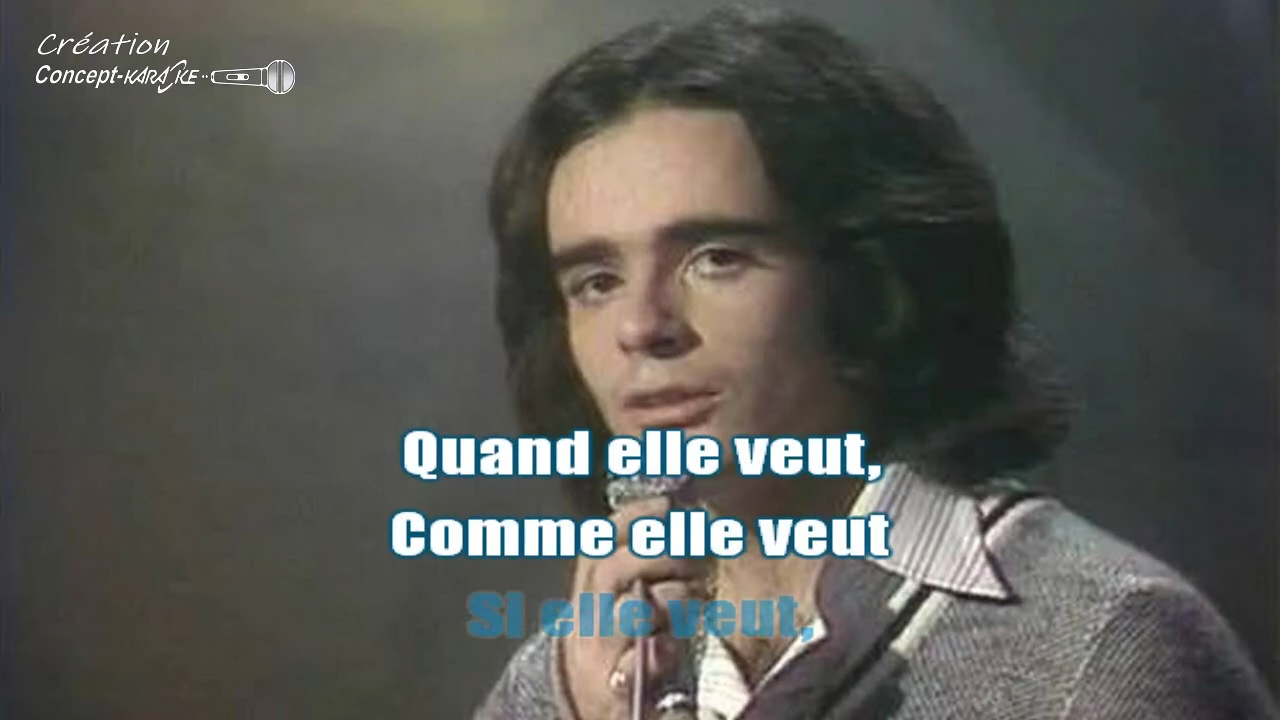 Création
Concept-KARAOKE
Quand elle veut,
Comme elle veut
Si elle veut,